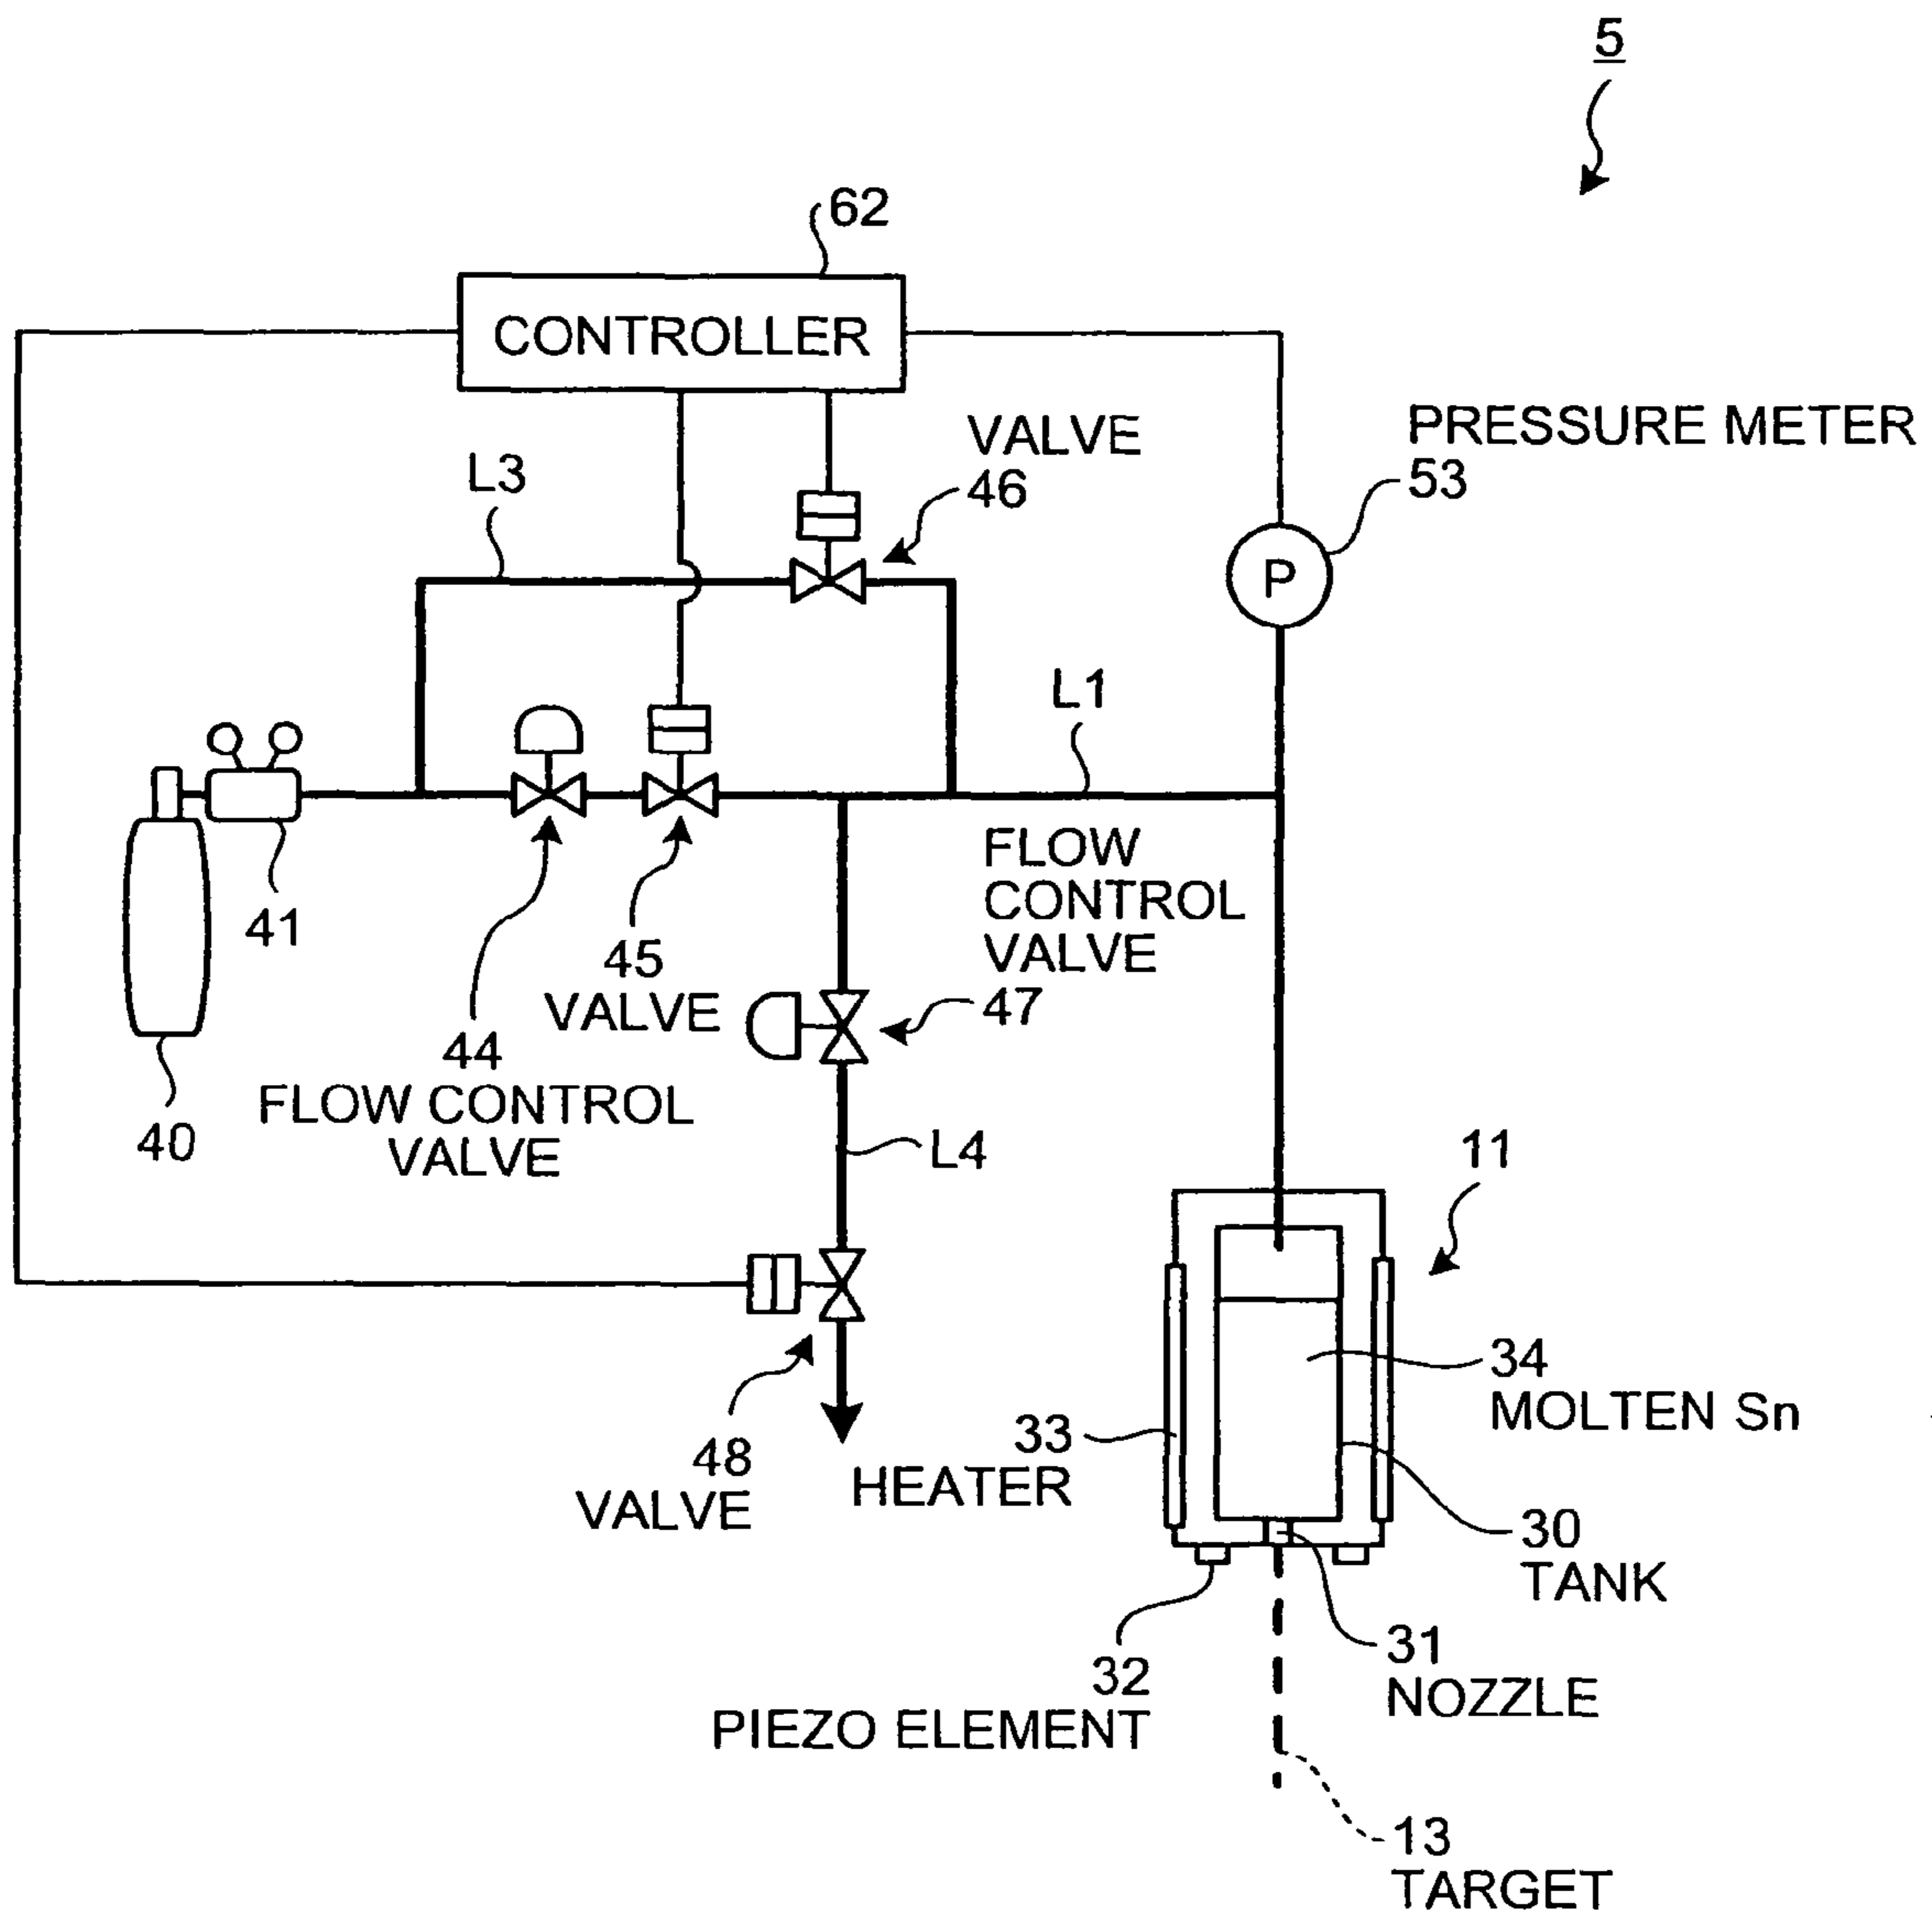 5
62
CONTROLLER
VALVE
46
PRESSURE METER
53
L3
P
L1
41
FLOW
CONTROL
VALVE
47
45
VALVE
44
FLOW CONTROL
VALVE
40
L4
11
34
MOLTEN Sn
33
HEATER
48
VALVE
30
TANK
31
NOZZLE
32
PIEZO ELEMENT
13
TARGET